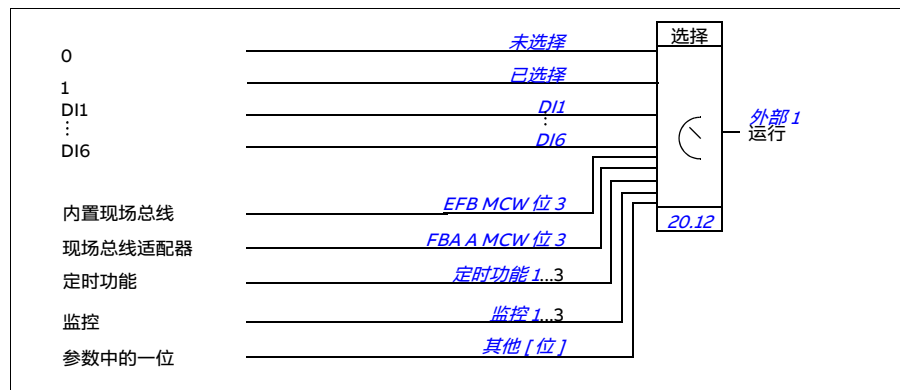 0 未选择 选择
1 已选择
DI1 DI1
⋮ ⋮
DI6 DI6
外部 1
运行
内置现场总线 EFB MCW 位 3
20.12
现场总线适配器 FBA A MCW 位 3
定时功能 定时功能 1...3
监控 监控 1...3
参数中的一位 其他 [ 位 ]